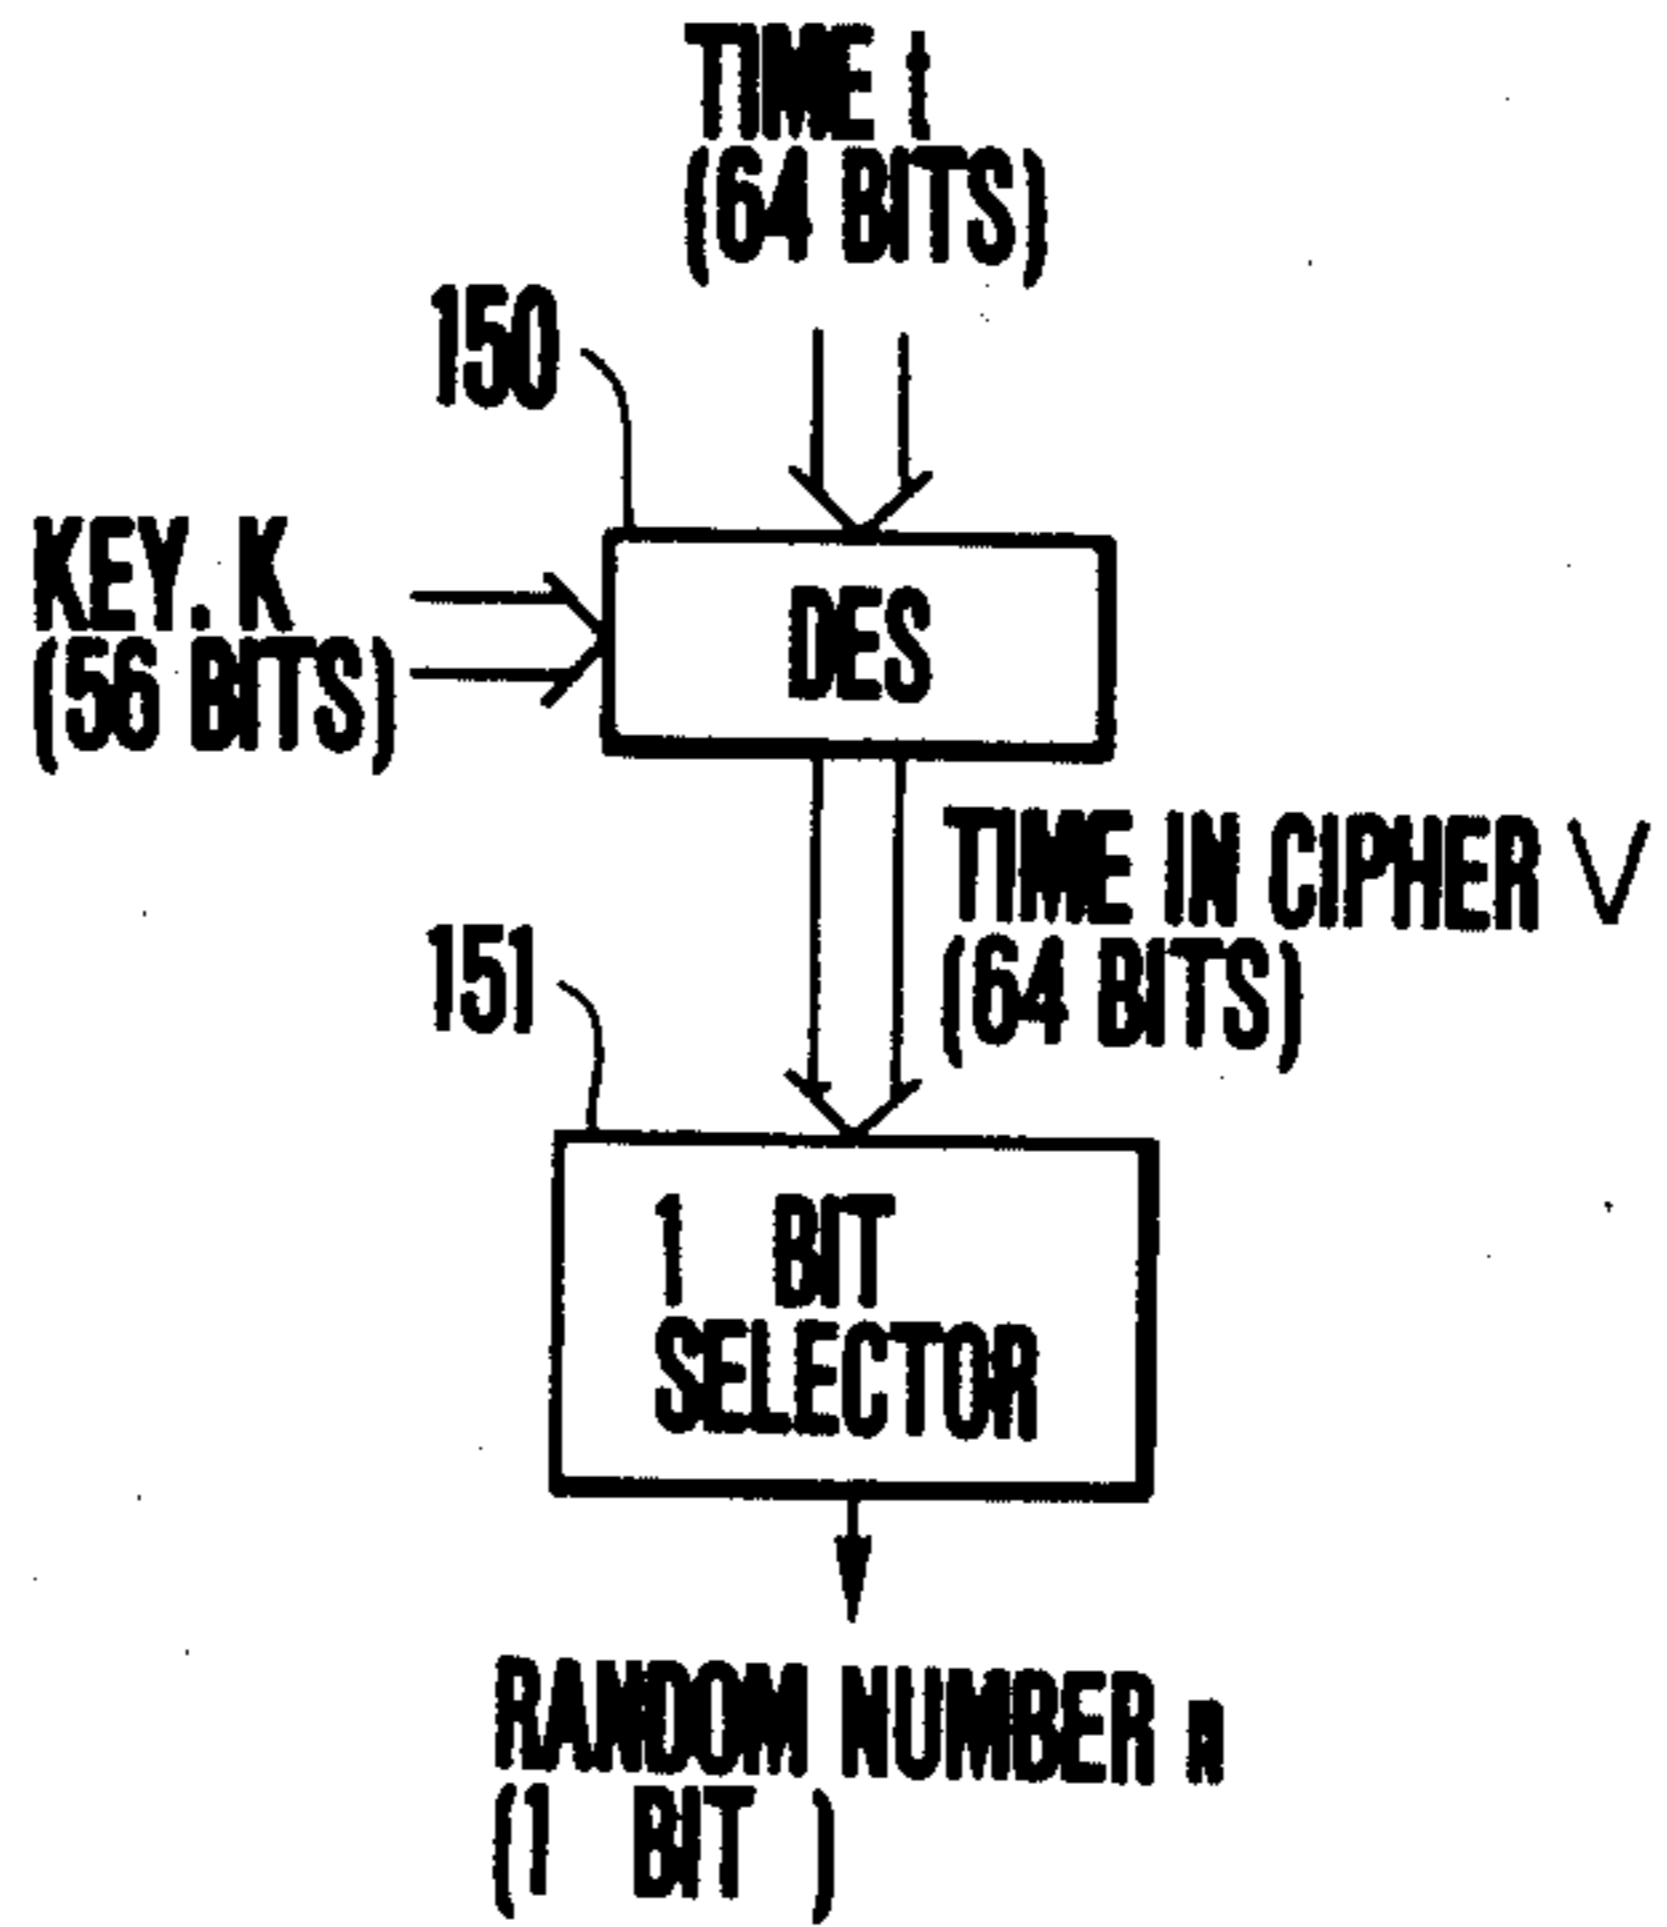 TIME t
(64 BITS)
150
KEY. K
(56 BITS)
DES
TIME IN CIPHER V
(64 BITS)
151
1 BIT
SELECTOR
RANDOM NUMBER n
(1 BIT )